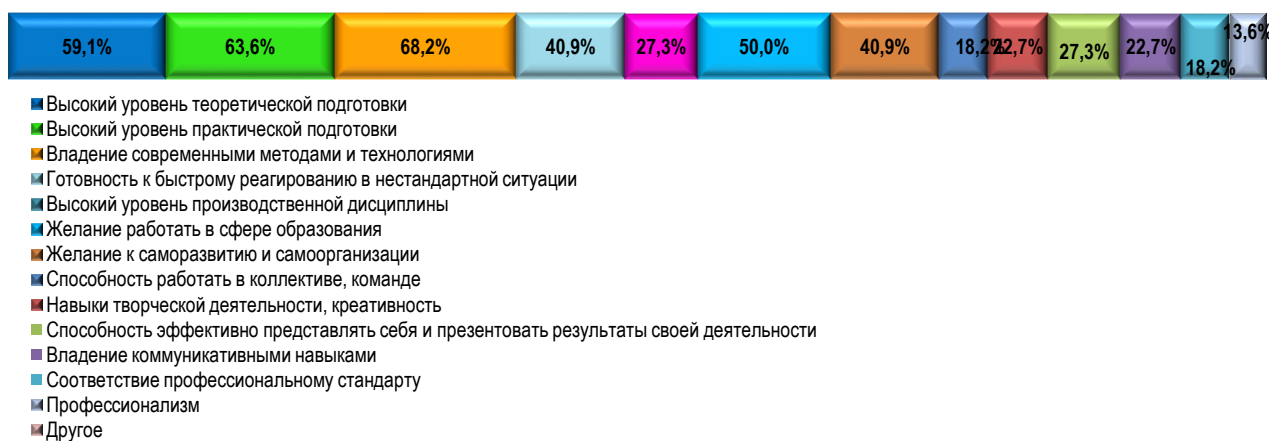 59,1% 63,6% 68,2% 40,9% 27,3% 50,0% 40,9% 18,2% 22,7% 27,3% 22,7% 18,2% 13,6%
Высокий уровень теоретической подготовки
Высокий уровень практической подготовки
Владение современными методами и технологиями
Готовность к быстрому реагированию в нестандартной ситуации
Высокий уровень производственной дисциплины
Желание работать в сфере образования
Желание к саморазвитию и самоорганизации
Способность работать в коллективе, команде
Навыки творческой деятельности, креативность
Способность эффективно представлять себя и презентовать результаты своей деятельности
Владение коммуникативными навыками
Соответствие профессиональному стандарту
Профессионализм
Другое